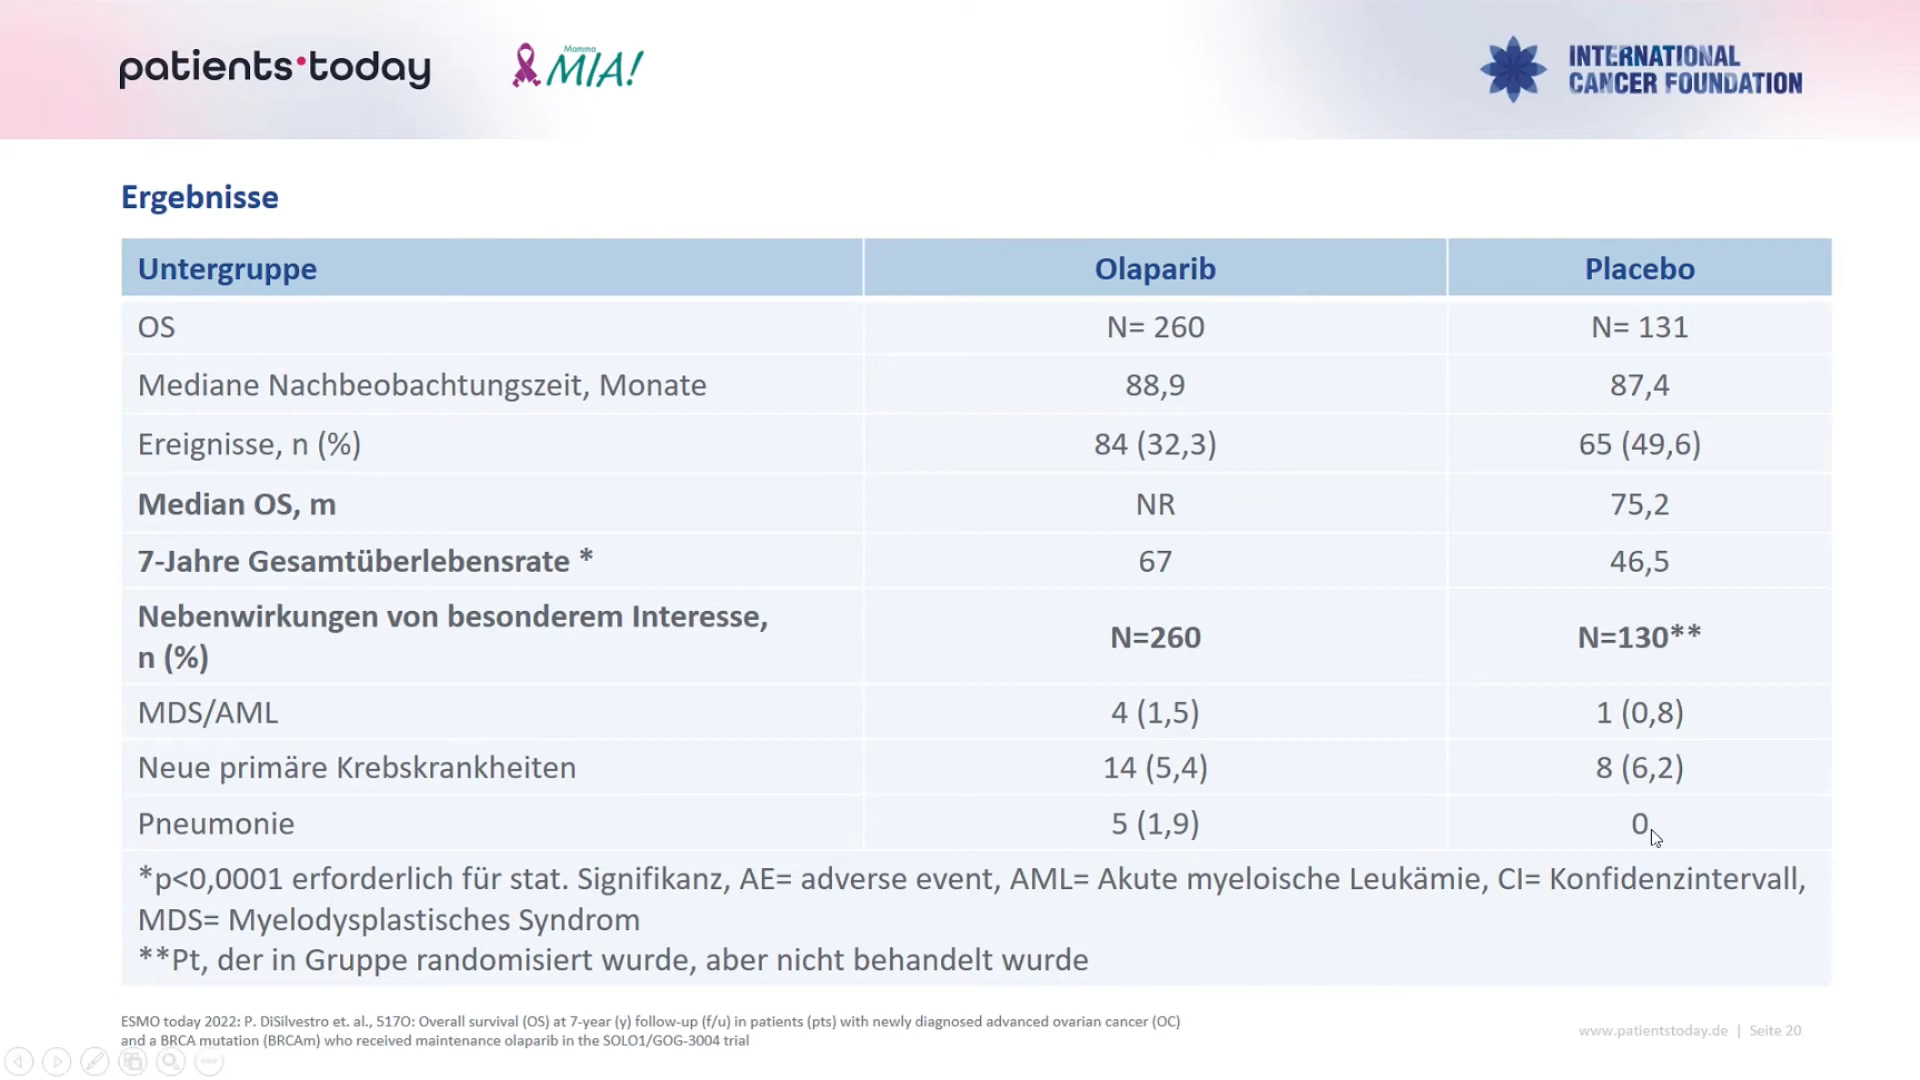 patients•today
Mamma
MIA!
INTERNATIONAL
CANCER FOUNDATION
Ergebnisse
Untergruppe Olaparib Placebo
OS N= 260 N= 131
Mediane Nachbeobachtungszeit, Monate 88,9 87,4
Ereignisse, n (%) 84 (32,3) 65 (49,6)
Median OS, m NR 75,2
7-Jahre Gesamtüberlebensrate * 67 46,5
Nebenwirkungen von besonderem Interesse,
n (%) N=260 N=130**
MDS/AML 4 (1,5) 1 (0,8)
Neue primäre Krebskrankheiten 14 (5,4) 8 (6,2)
Pneumonie 5 (1,9) 0
*p<0,0001 erforderlich für stat. Signifikanz, AE= adverse event, AML= Akute myeloische Leukämie, CI= Konfidenzintervall,
MDS= Myelodysplastisches Syndrom
**Pt, der in Gruppe randomisiert wurde, aber nicht behandelt wurde
ESMO today 2022: P. DiSilvestro et. al., 517O: Overall survival (OS) at 7-year (y) follow-up (f/u) in patients (pts) with newly diagnosed advanced ovarian cancer (OC)
and a BRCA mutation (BRCAm) who received maintenance olaparib in the SOLO1/GOG-3004 trial
www.patientstoday.de | Seite 20